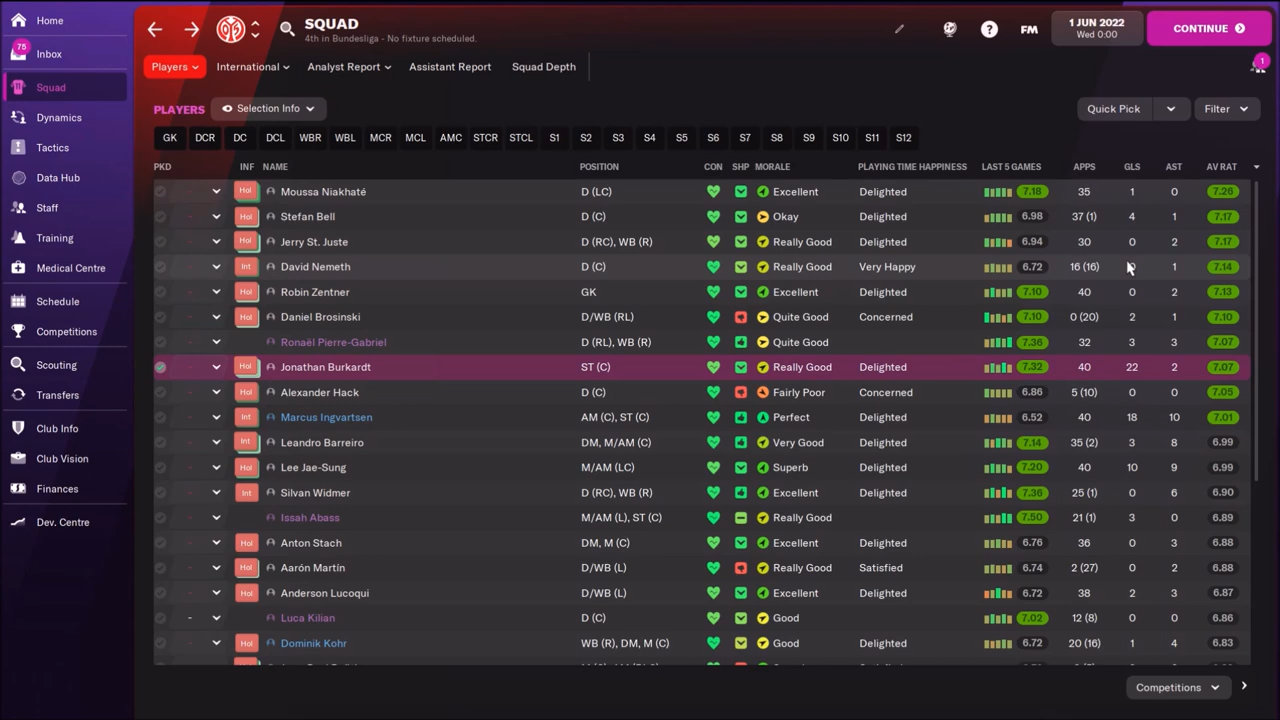 Home
75
Inbox
Squad
Dynamics
Tactics
Data Hub
Staff
Training
Medical Centre
Schedule
Competitions
Scouting
Transfers
Club Info
Club Vision
Finances
Dev. Centre
SQUAD
4th in Bundesliga - No fixture scheduled.
FM
1 JUN 2022
Wed 0:00
CONTINUE
Players International Analyst Report Assistant Report Squad Depth 1
PLAYERS Selection Info Quick Pick Filter
GK DCR DC DCL WBR WBL MCR MCL AMC STCR STCL S1 S2 S3 S4 S5 S6 S7 S8 S9 S10 S11 S12
PKD INF NAME POSITION CON SHP MORALE PLAYING TIME HAPPINESS LAST 5 GAMES APPS GLS AST AV RAT
- Hol Moussa Niakhaté D (LC) Excellent Delighted 7.18 35 1 0 7.26
- Hol Stefan Bell D (C) Okay Delighted 6.98 37 (1) 4 1 7.17
- Hol Jerry St. Juste D (RC), WB (R) Really Good Delighted 6.94 30 0 2 7.17
- Int David Nemeth D (C) Really Good Very Happy 6.72 16 (16) 1 7.14
- Hol Robin Zentner GK Excellent Delighted 7.10 40 0 2 7.13
- Hol Daniel Brosinski D/WB (RL) Quite Good Concerned 7.10 0 (20) 2 1 7.10
- Ronaël Pierre-Gabriel D (RL), WB (R) Quite Good 7.36 32 3 3 7.07
- Hol Jonathan Burkardt ST (C) Really Good Delighted 7.32 40 22 2 7.07
- Hol Alexander Hack D (C) Fairly Poor Concerned 6.86 5 (10) 0 0 7.05
- Int Marcus Ingvartsen AM (C), ST (C) Perfect Delighted 6.52 40 18 10 7.01
- Int Leandro Barreiro DM, M/AM (C) Very Good Delighted 7.14 35 (2) 3 8 6.99
- Hol Lee Jae-Sung M/AM (LC) Superb Delighted 7.20 40 10 9 6.99
- Int Silvan Widmer D (RC), WB (R) Excellent Delighted 7.36 25 (1) 0 6 6.90
- Issah Abass M/AM (L), ST (C) Really Good 7.50 21 (1) 3 0 6.89
- Hol Anton Stach DM, M (C) Excellent Delighted 6.76 36 0 3 6.88
- Hol Aarón Martín D/WB (L) Really Good Satisfied 6.74 2 (27) 0 2 6.88
- Hol Anderson Lucoqui D/WB (L) Excellent Delighted 6.72 38 2 3 6.87
- Luca Kilian D (C) Good 7.02 12 (8) 0 0 6.86
- Hol Dominik Kohr WB (R), DM, M (C) Good Delighted 6.72 20 (16) 1 4 6.83
Competitions